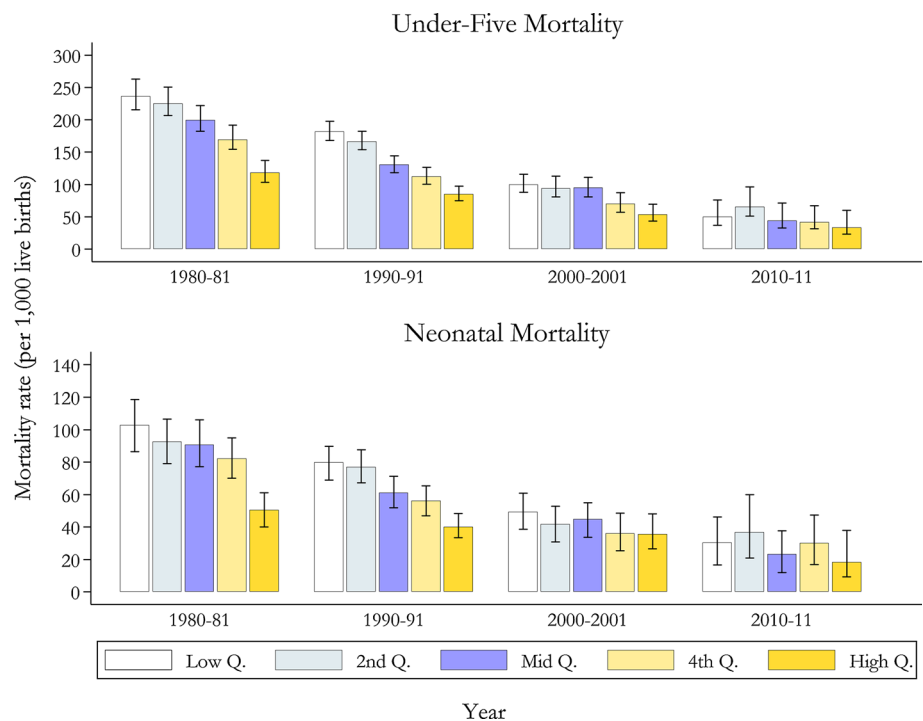 Under-Five Mortality
Mortality rate (per 1,000 live births)
300
250
200
150
100
50
0
1980-81 1990-91 2000-2001 2010-11
Neonatal Mortality
140
120
100
80
60
40
20
0
1980-81 1990-91 2000-2001 2010-11
Low Q. 2nd Q. Mid Q. 4th Q. High Q.
Year